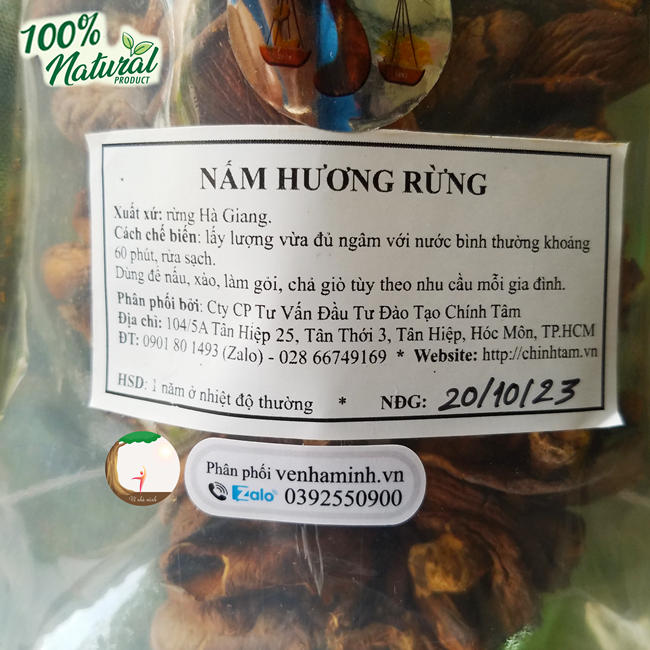 100%
Natural
PRODUCT
NẤM HƯƠNG RỪNG
Xuất xứ: rừng Hà Giang.
Cách chế biến: lấy lượng vừa đủ ngâm với nước bình thường khoảng
60 phút, rửa sạch.
Dùng để nấu, xào, làm gỏi, chả giò tùy theo nhu cầu mỗi gia đình.
Phân phối bởi: Cty CP Tư Vấn Đầu Tư Đào Tạo Chính Tâm
Địa chỉ: 104/5A Tân Hiệp 25, Tân Thới 3, Tân Hiệp, Hóc Môn, TP.HCM
ĐT: 0901 80 1493 (Zalo) - 028 66749169 * Website: http://chinhtam.vn
HSD: 1 năm ở nhiệt độ thường * NĐG: 20/10/23
Phân phối venhaminh.vn
Zalo 0392550900
Về nhà mình